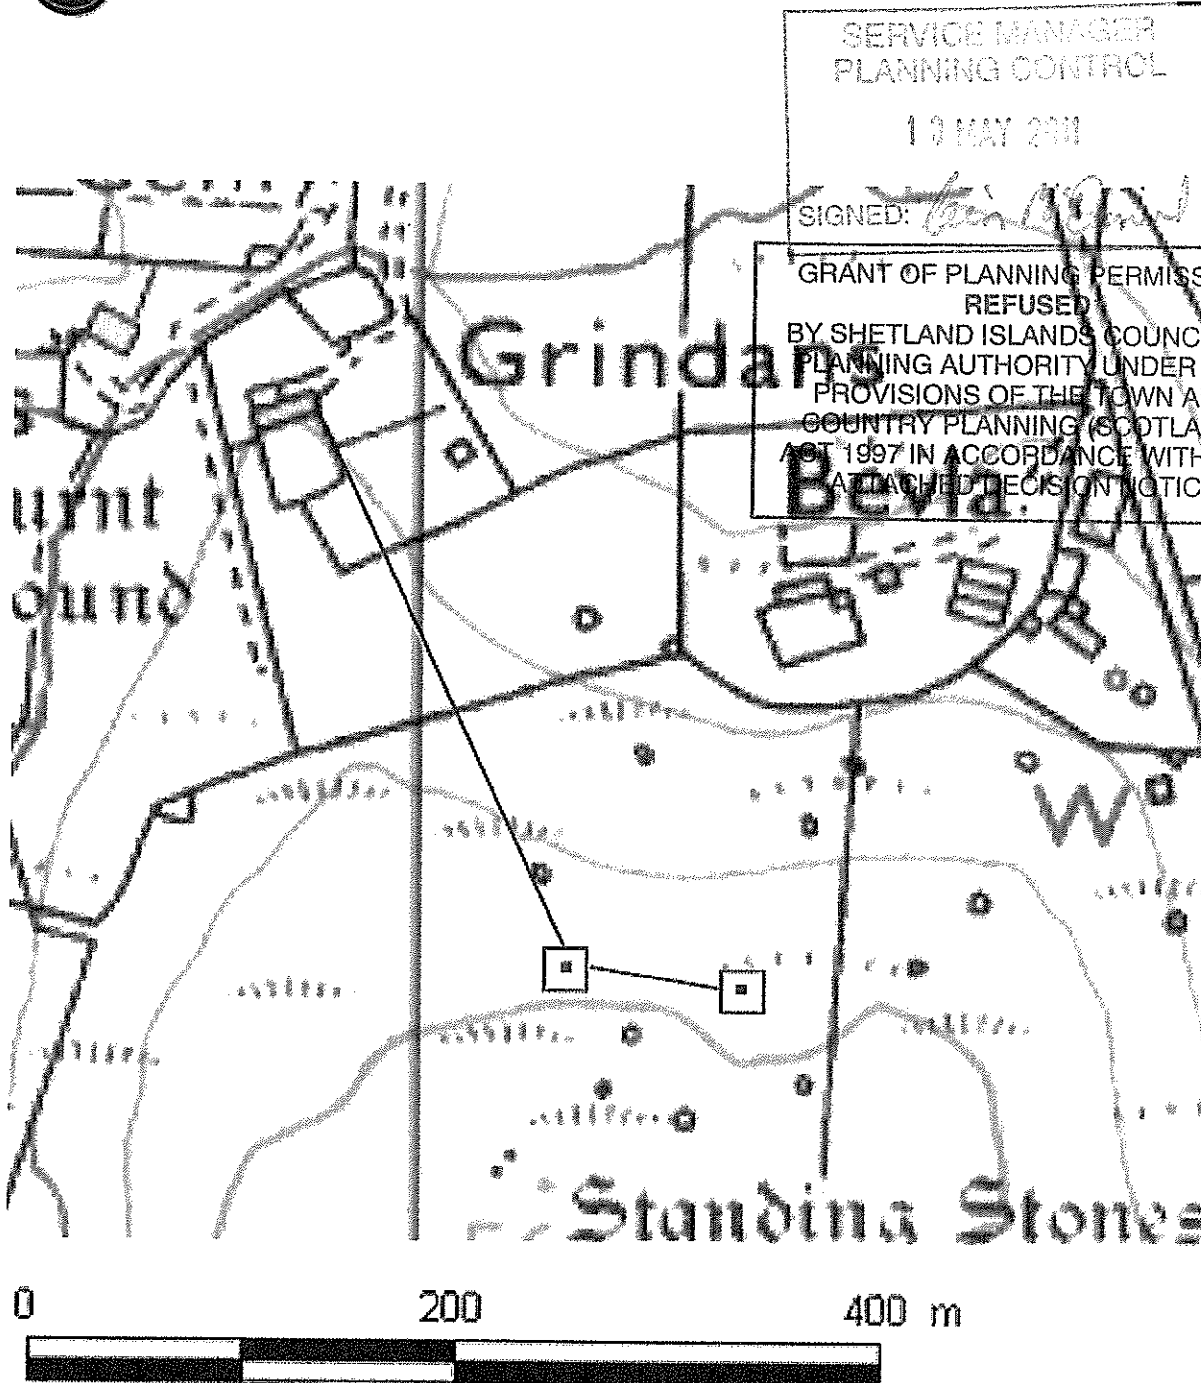 SERVICE MANAGER
PLANNING CONTROL
MAY
SIGNED:
GRANT OF PLANNING PERMISS
REFUSED
BY SHETLAND ISLANDS COUNC
PLANNING AUTHORITY UNDER
PROVISIONS OF THE TOWN A
COUNTRY PLANNING (SCOTLA
ACT 1997 IN ACCORDANCE WITH
ATTACHED DECISION NOTIC
Bevla
urnt
ound
W
Standing Stones
0 200 400 m